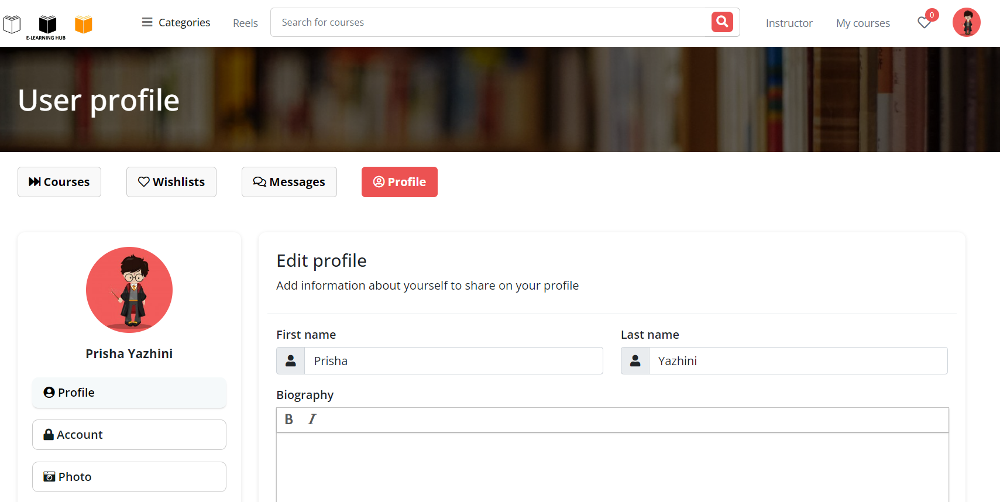 E-LEARNING HUB
Categories
Reels
Search for courses
Instructor
My courses
0
User profile
Courses
Wishlists
Messages
Profile
Prisha Yazhini
Profile
Account
Photo
Edit profile
Add information about yourself to share on your profile
First name
Last name
Prisha
Yazhini
Biography
B I